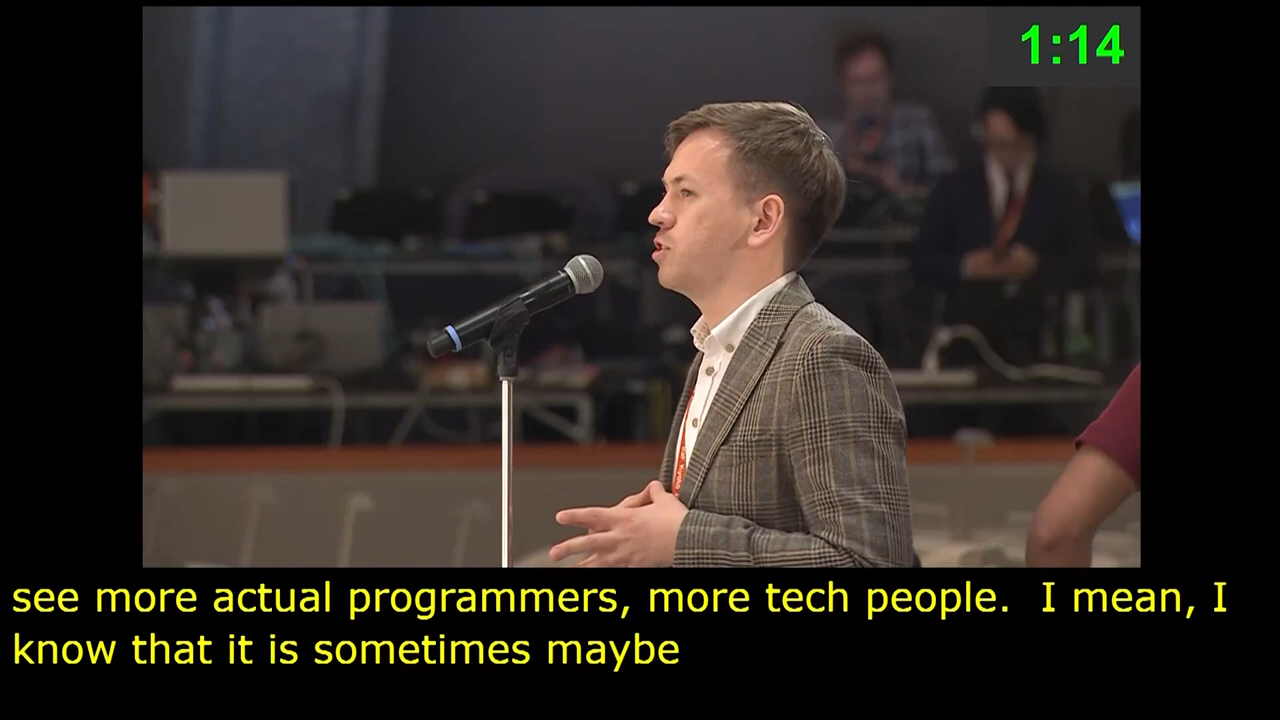 1:14
see more actual programmers, more tech people.  I mean, I
know that it is sometimes maybe